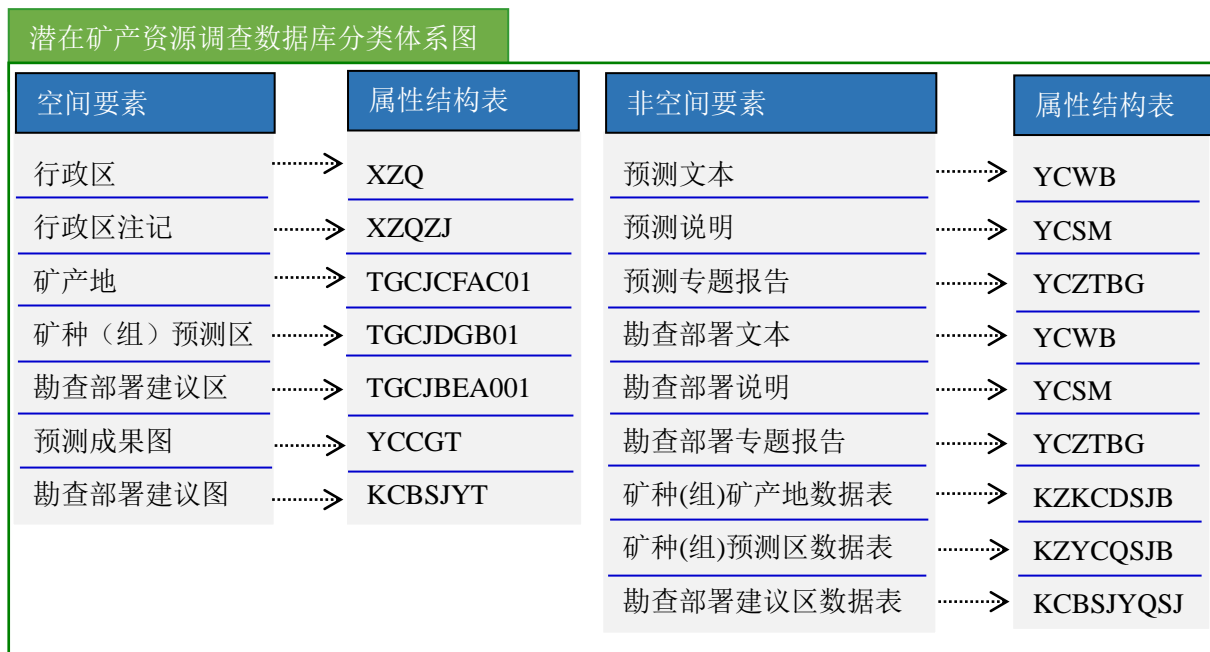 潜在矿产资源调查数据库分类体系图
空间要素
属性结构表
非空间要素
属性结构表
行政区
XZQ
预测文本
YCWB
行政区注记
XZQZJ
预测说明
YCSM
矿产地
TGCJCFAC01
预测专题报告
YCZTBG
矿种（组）预测区
TGCJDGB01
勘查部署文本
YCWB
勘查部署建议区
TGCJBEA001
勘查部署说明
YCSM
预测成果图
YCCGT
勘查部署专题报告
YCZTBG
勘查部署建议图
KCBSJYT
矿种(组)矿产地数据表
KZKCDSJB
矿种(组)预测区数据表
KZYCQSJB
勘查部署建议区数据表
KCBSJYQSJ